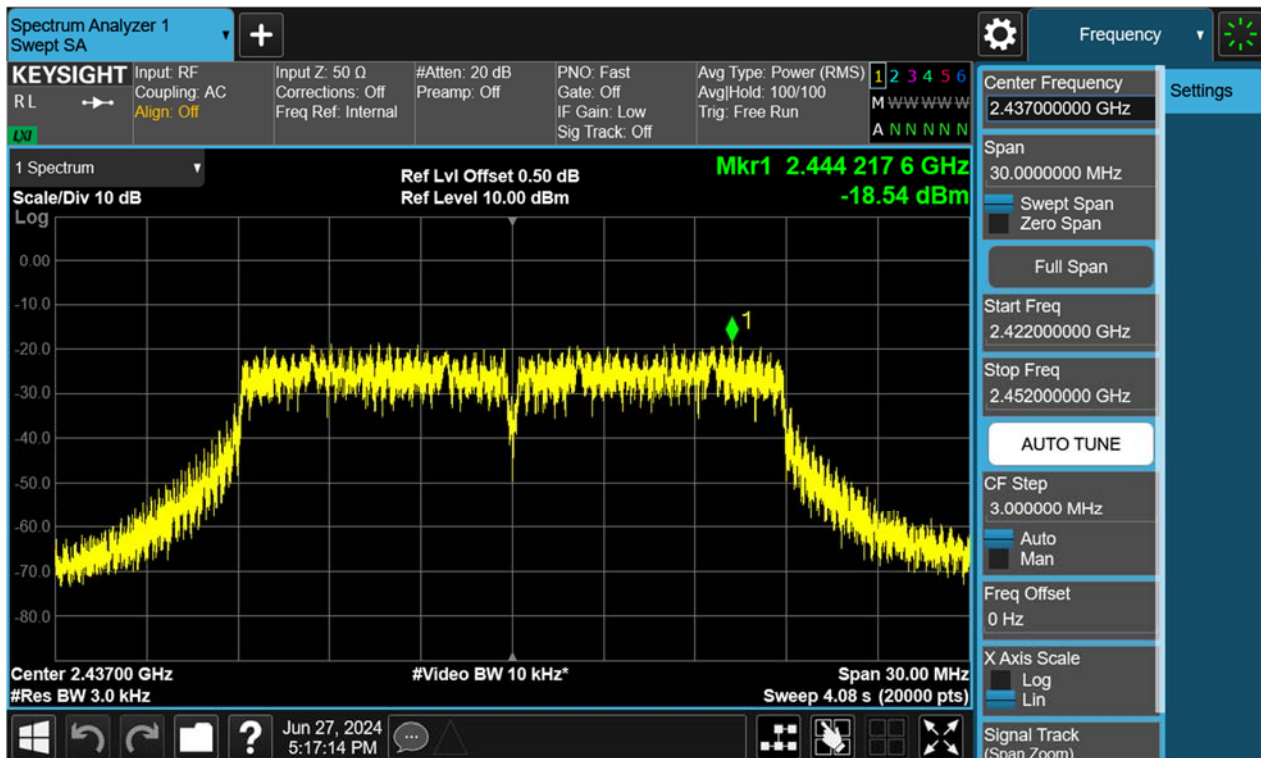 Spectrum Analyzer 1
Swept SA
+
Frequency
KEYSIGHT
R L
LXI
Input: RF
Coupling: AC
Align: Off
Input Z: 50 Ω
Corrections: Off
Freq Ref: Internal
#Atten: 20 dB
Preamp: Off
PNO: Fast
Gate: Off
IF Gain: Low
Sig Track: Off
Avg Type: Power (RMS)
Avg|Hold: 100/100
Trig: Free Run
1 2 3 4 5 6
M W W W W W
A N N N N N
Center Frequency
2.437000000 GHz
Settings
Span
30.0000000 MHz
Swept Span
Zero Span
Full Span
Start Freq
2.422000000 GHz
Stop Freq
2.452000000 GHz
AUTO TUNE
CF Step
3.000000 MHz
Auto
Man
Freq Offset
0 Hz
X Axis Scale
Log
Lin
Signal Track
(Span Zoom)
1 Spectrum
Scale/Div 10 dB
Log
Ref Lvl Offset 0.50 dB
Ref Level 10.00 dBm
Mkr1 2.444 217 6 GHz
-18.54 dBm
0.00
-10.0
1
-20.0
-30.0
-40.0
-50.0
-60.0
-70.0
-80.0
Center 2.43700 GHz
#Res BW 3.0 kHz
#Video BW 10 kHz*
Span 30.00 MHz
Sweep 4.08 s (20000 pts)
?
Jun 27, 2024
5:17:14 PM